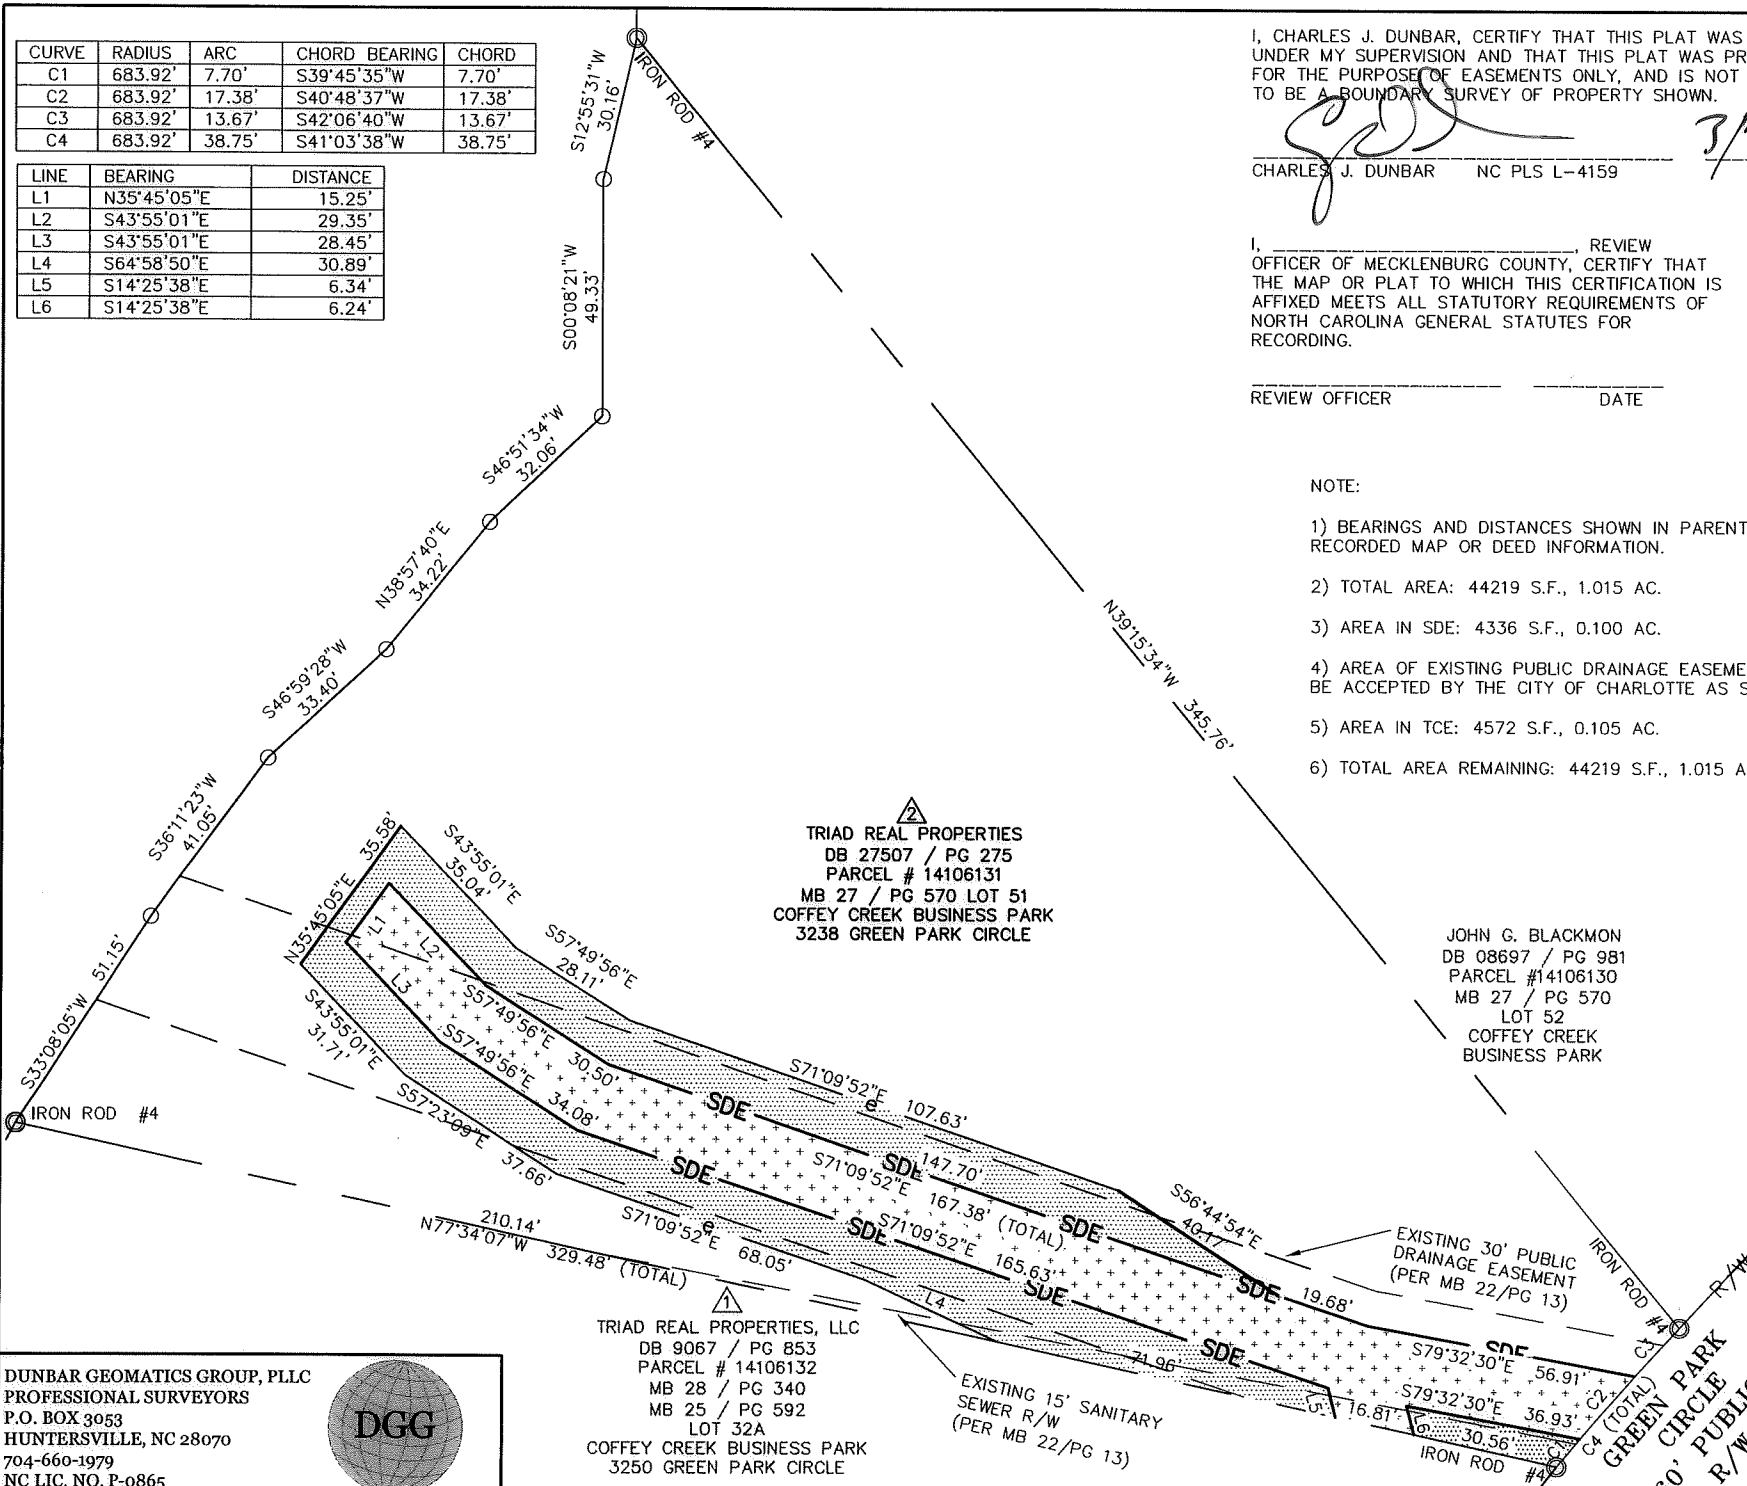 CURVE RADIUS ARC CHORD BEARING CHORD
C1 683.92' 7.70' S39°45'35"W 7.70'
C2 683.92' 17.38' S40°48'37"W 17.38'
C3 683.92' 13.67' S42°06'40"W 13.67'
C4 683.92' 38.75' S41°03'38"W 38.75'
LINE BEARING DISTANCE
L1 N35°45'05"E 15.25'
L2 S43°55'01"E 29.35'
L3 S43°55'01"E 28.45'
L4 S64°58'50"E 30.89'
L5 S14°25'38"E 6.34'
L6 S14°25'38"E 6.24'
I, CHARLES J. DUNBAR, CERTIFY THAT THIS PLAT WAS
UNDER MY SUPERVISION AND THAT THIS PLAT WAS PR
FOR THE PURPOSE OF EASEMENTS ONLY, AND IS NOT
TO BE A BOUNDARY SURVEY OF PROPERTY SHOWN.
CHARLES J. DUNBAR NC PLS L-4159
I, ____________________________, REVIEW
OFFICER OF MECKLENBURG COUNTY, CERTIFY THAT
THE MAP OR PLAT TO WHICH THIS CERTIFICATION IS
AFFIXED MEETS ALL STATUTORY REQUIREMENTS OF
NORTH CAROLINA GENERAL STATUTES FOR
RECORDING.
REVIEW OFFICER DATE
NOTE:
1) BEARINGS AND DISTANCES SHOWN IN PARENT
RECORDED MAP OR DEED INFORMATION.
2) TOTAL AREA: 44219 S.F., 1.015 AC.
3) AREA IN SDE: 4336 S.F., 0.100 AC.
4) AREA OF EXISTING PUBLIC DRAINAGE EASEME
BE ACCEPTED BY THE CITY OF CHARLOTTE AS S
5) AREA IN TCE: 4572 S.F., 0.105 AC.
6) TOTAL AREA REMAINING: 44219 S.F., 1.015 A
IRON ROD #4
S12°55'31"W
30.16'
S00°08'21"W
49.33'
S46°51'34"W
32.06'
N38°57'40"E
34.22'
S46°59'28"W
33.40'
S36°11'23"W
41.05'
S33°08'05"W 51.15'
IRON ROD #4
N39°15'34"W 345.76'
2
TRIAD REAL PROPERTIES
DB 27507 / PG 275
PARCEL # 14106131
MB 27 / PG 570 LOT 51
COFFEY CREEK BUSINESS PARK
3238 GREEN PARK CIRCLE
JOHN G. BLACKMON
DB 08697 / PG 981
PARCEL #14106130
MB 27 / PG 570
LOT 52
COFFEY CREEK
BUSINESS PARK
N35°45'05"E 35.58'
S43°55'01"E
35.04'
S57°49'56"E
28.11'
L1
L2
L3
S57°49'56"E 30.50'
S57°49'56"E 34.08'
S43°55'01"E
31.71'
S57°23'09"E 37.66'
S71°09'52"E 107.63'
e
SDE
SDE
SDE
SDE
SDE
SDE
SDE
SDE
SDE
147.70'
S71°09'52"E 167.38' (TOTAL)
S71°09'52"E 165.63'
S71°09'52"E 68.05'
e
S56°44'54"E
40.17'
19.68'
L4
71.96'
L5
16.81'
L6
S79°32'30"E 56.91'
S79°32'30"E 36.93'
30.56'
210.14'
N77°34'07"W 329.48' (TOTAL)
EXISTING 30' PUBLIC
DRAINAGE EASEMENT
(PER MB 22/PG 13)
EXISTING 15' SANITARY
SEWER R/W
(PER MB 22/PG 13)
IRON ROD #4
IRON ROD #4
C1
C2
C3
C4 (TOTAL)
R/W
GREEN PARK
CIRCLE
60' PUBLIC
R/W
1
TRIAD REAL PROPERTIES, LLC
DB 9067 / PG 853
PARCEL # 14106132
MB 28 / PG 340
MB 25 / PG 592
LOT 32A
COFFEY CREEK BUSINESS PARK
3250 GREEN PARK CIRCLE
DUNBAR GEOMATICS GROUP, PLLC
PROFESSIONAL SURVEYORS
P.O. BOX 3053
HUNTERSVILLE, NC 28070
704-660-1979
NC LIC. NO. P-0865
DGG